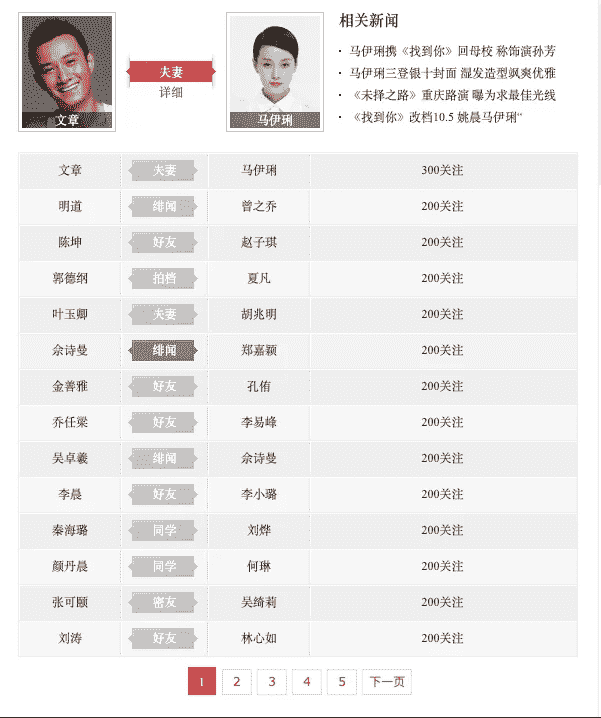 相关新闻
马伊琍携《找到你》回母校 称饰演孙芳
马伊琍三登银十封面 湿发造型飒爽优雅
《未择之路》重庆路演 曝为求最佳光线
《找到你》改档10.5 姚晨马伊琍"
文章 夫妻 马伊琍
详细
文章 夫妻 马伊琍 300关注
明道 绯闻 曾之乔 200关注
陈坤 好友 赵子琪 200关注
郭德纲 拍档 夏凡 200关注
叶玉卿 夫妻 胡兆明 200关注
佘诗曼 绯闻 郑嘉颖 200关注
金善雅 好友 孔侑 200关注
乔任梁 好友 李易峰 200关注
吴卓羲 绯闻 佘诗曼 200关注
李晨 好友 李小璐 200关注
秦海璐 同学 刘烨 200关注
颜丹晨 同学 何琳 200关注
张可颐 密友 吴绮莉 200关注
刘涛 好友 林心如 200关注
1 2 3 4 5 下一页